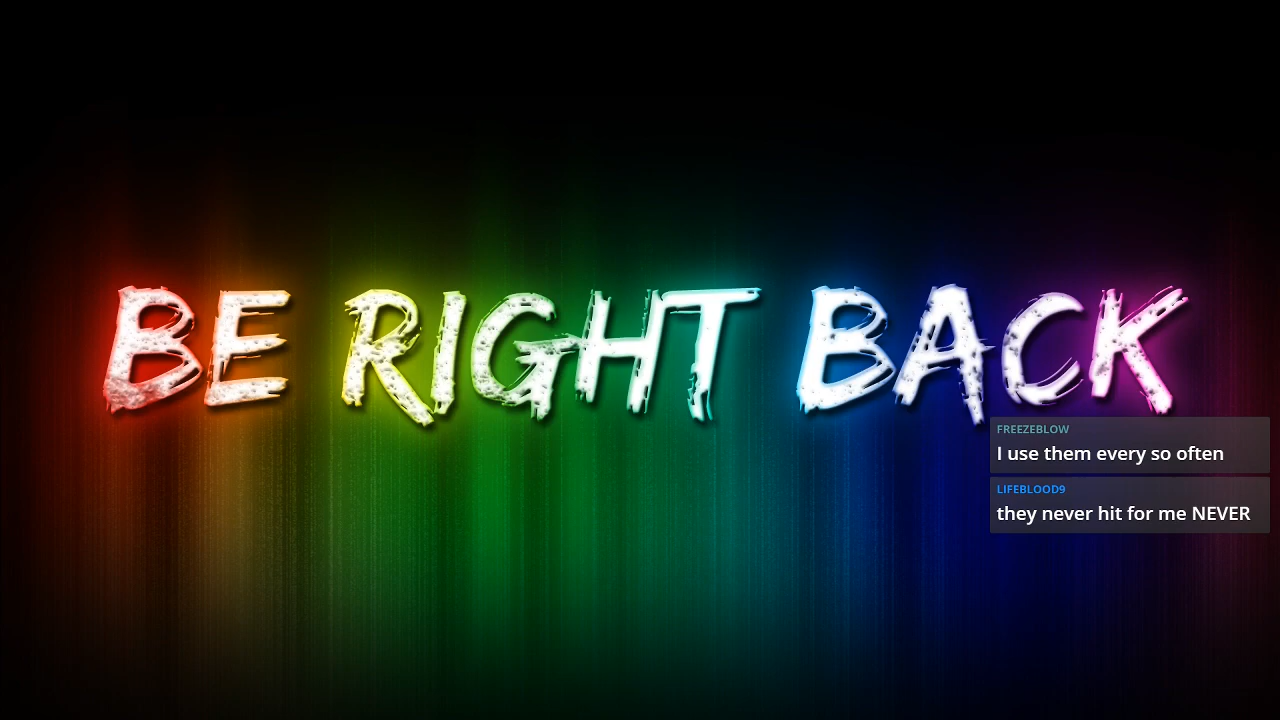 BE RIGHT BACK
FREEZEBLOW
I use them every so often
LIFEBLOOD9
they never hit for me NEVER